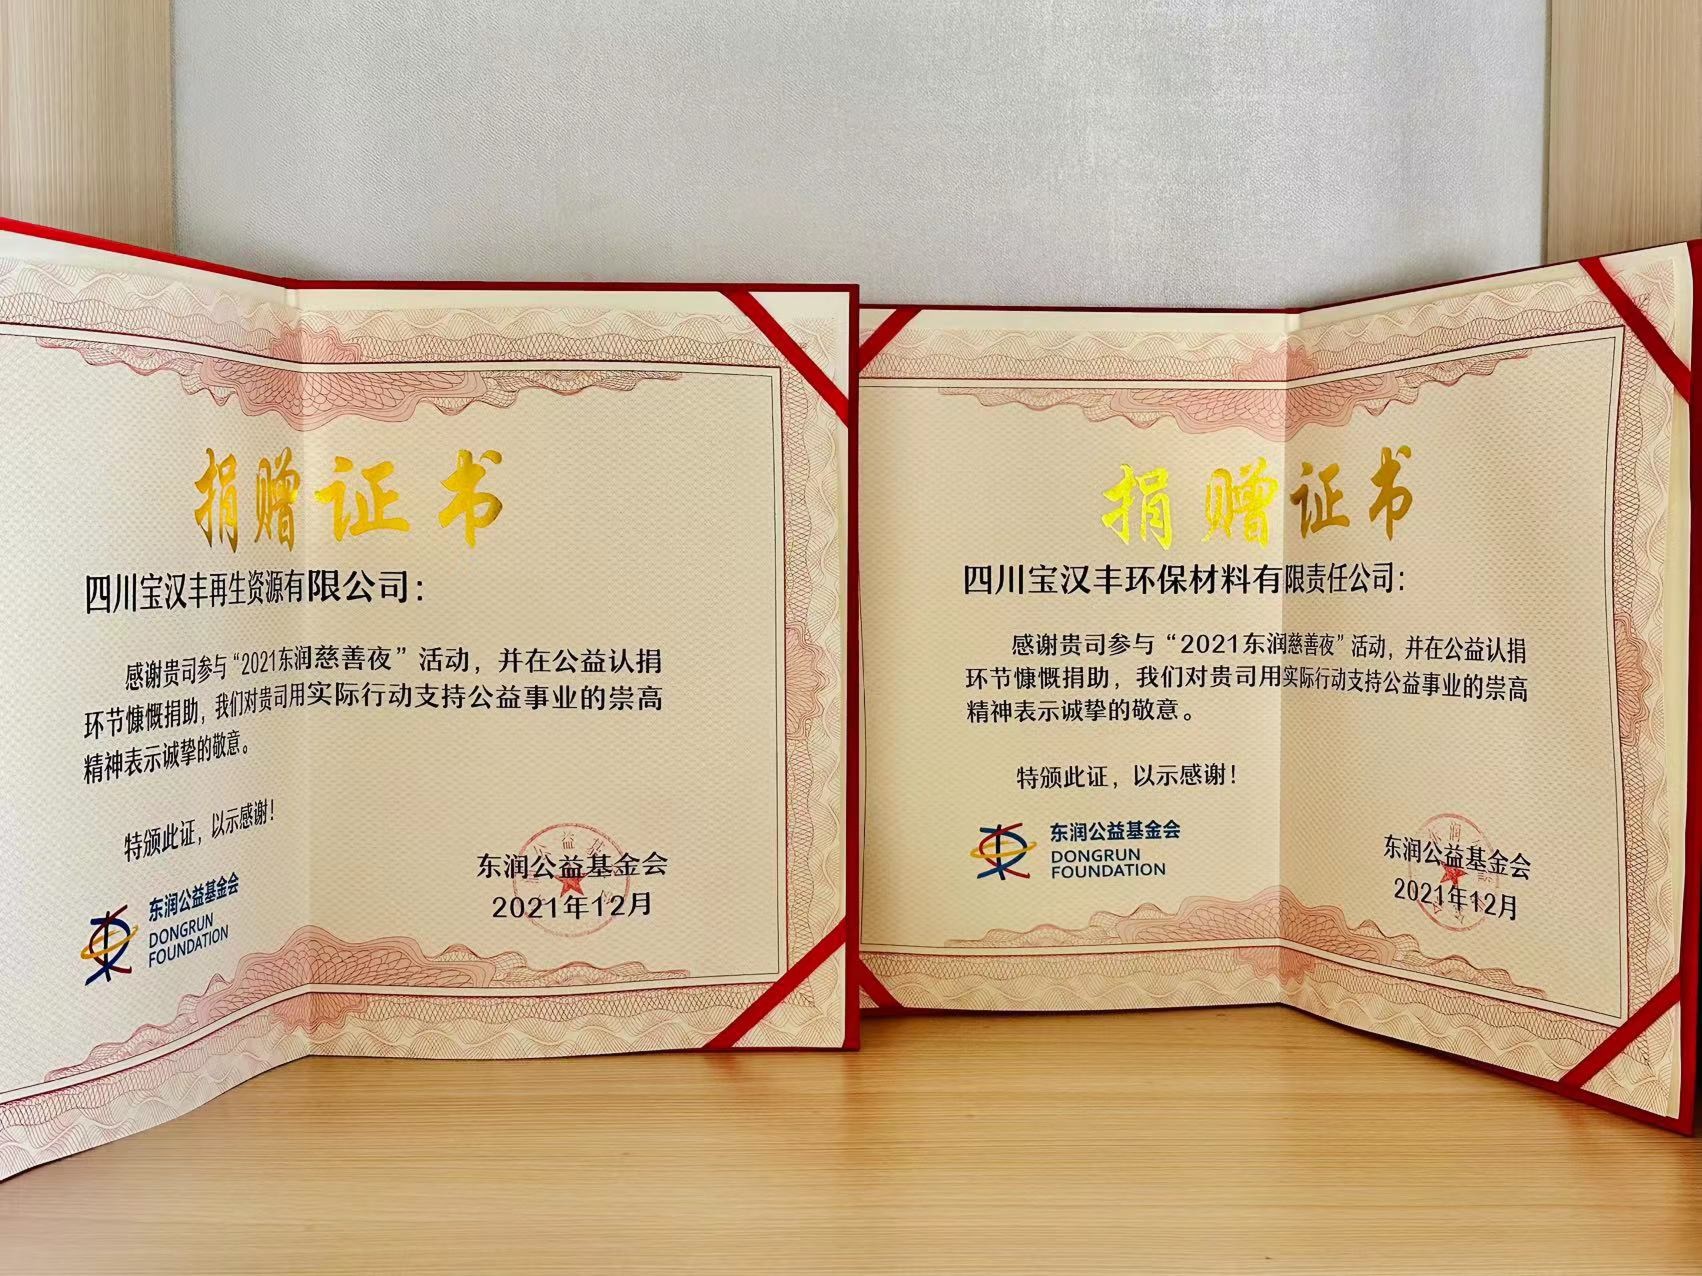 捐赠证书
四川宝汉丰再生资源有限公司：
感谢贵司参与“2021东润慈善夜”活动，并在公益认捐
环节慷慨捐助，我们对贵司用实际行动支持公益事业的崇高
精神表示诚挚的敬意。
特颁此证，以示感谢！
东润公益基金会
DONGRUN
FOUNDATION
东润公益基金会
2021年12月
捐赠证书
四川宝汉丰环保材料有限责任公司：
感谢贵司参与“2021东润慈善夜”活动，并在公益认捐
环节慷慨捐助，我们对贵司用实际行动支持公益事业的崇高
精神表示诚挚的敬意。
特颁此证，以示感谢！
东润公益基金会
DONGRUN
FOUNDATION
东润公益基金会
2021年12月